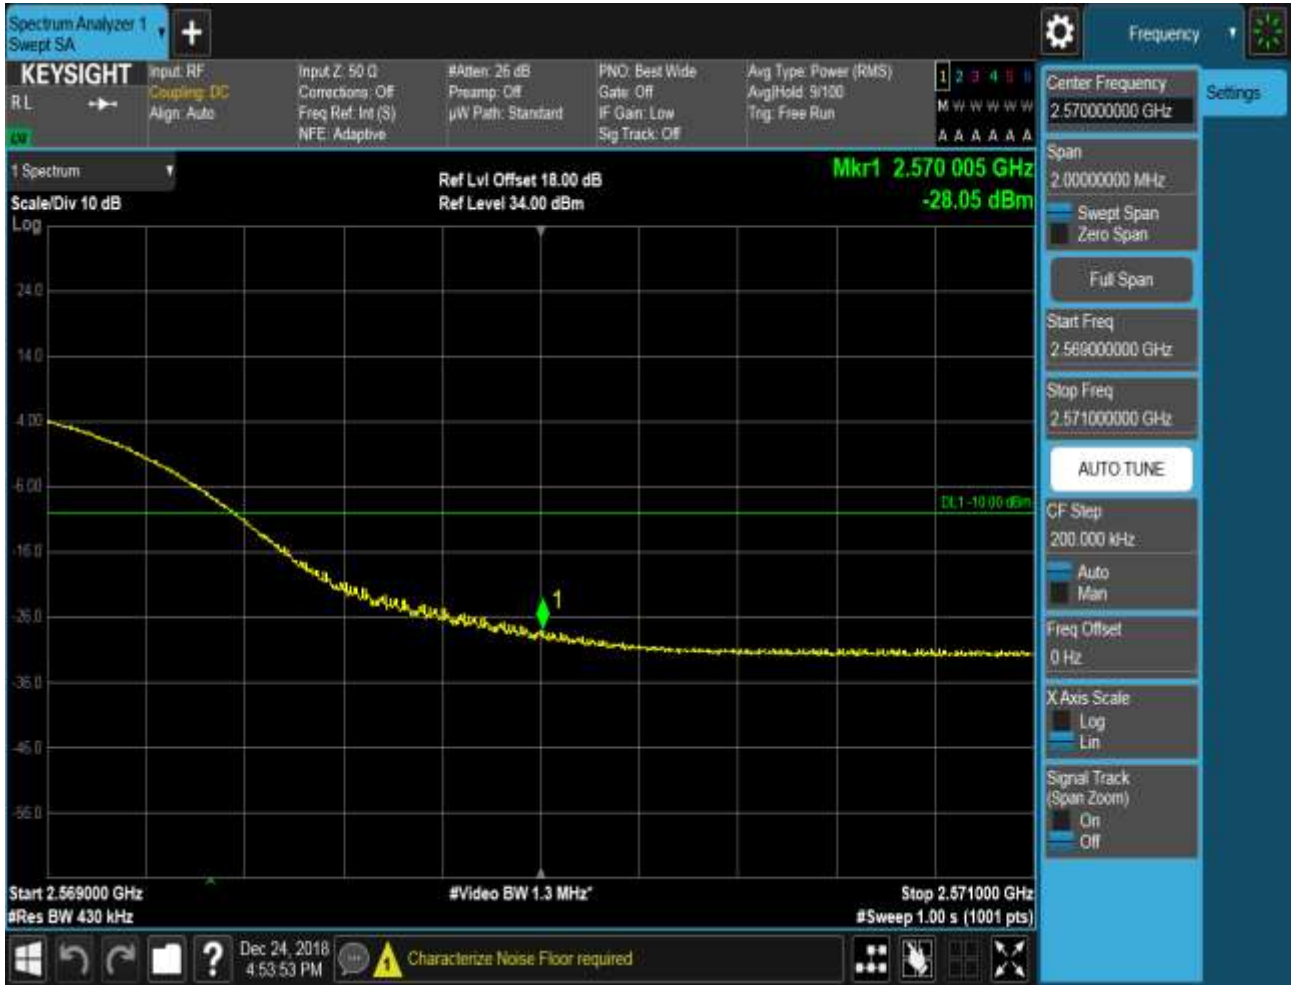 Spectrum Analyzer 1
Swept SA
+
Frequency
KEYSIGHT
RL
LW
Input: RF
Coupling: DC
Align: Auto
Input Z: 50 Ω
Corrections: Off
Freq Ref: Int (S)
NFE: Adaptive
#Atten: 26 dB
Preamp: Off
µW Path: Standard
PNO: Best Wide
Gate: Off
IF Gain: Low
Sig Track: Off
Avg Type: Power (RMS)
Avg|Hold: 9/100
Trig: Free Run
1 2 3 4 5 6
M W W W W W
A A A A A A
1 Spectrum
Scale/Div 10 dB
Log
Ref Lvl Offset 18.00 dB
Ref Level 34.00 dBm
Mkr1 2.570 005 GHz
-28.05 dBm
24.0
14.0
4.00
-6.00
-16.0
-26.0
-36.0
-46.0
-56.0
DL1 -10.00 dBm
1
Start 2.569000 GHz
#Res BW 430 kHz
#Video BW 1.3 MHz*
Stop 2.571000 GHz
#Sweep 1.00 s (1001 pts)
Center Frequency
2.570000000 GHz
Settings
Span
2.00000000 MHz
Swept Span
Zero Span
Full Span
Start Freq
2.569000000 GHz
Stop Freq
2.571000000 GHz
AUTO TUNE
CF Step
200.000 kHz
Auto
Man
Freq Offset
0 Hz
X Axis Scale
Log
Lin
Signal Track
(Span Zoom)
On
Off
?
Dec 24, 2018
4:53:53 PM
1
Characterize Noise Floor required